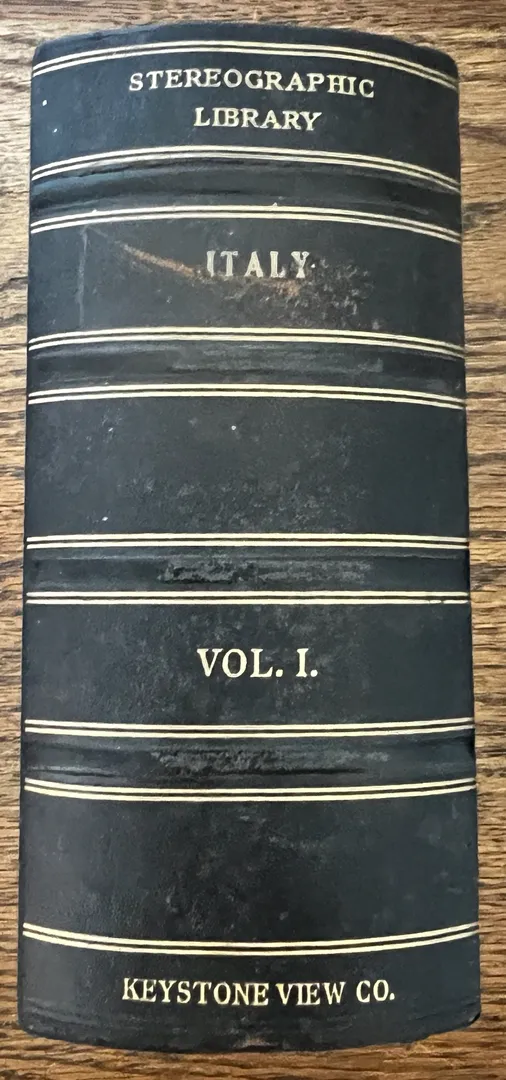 STEREOGRAPHIC
LIBRARY
ITALY
VOL. I.
KEYSTONE VIEW CO.